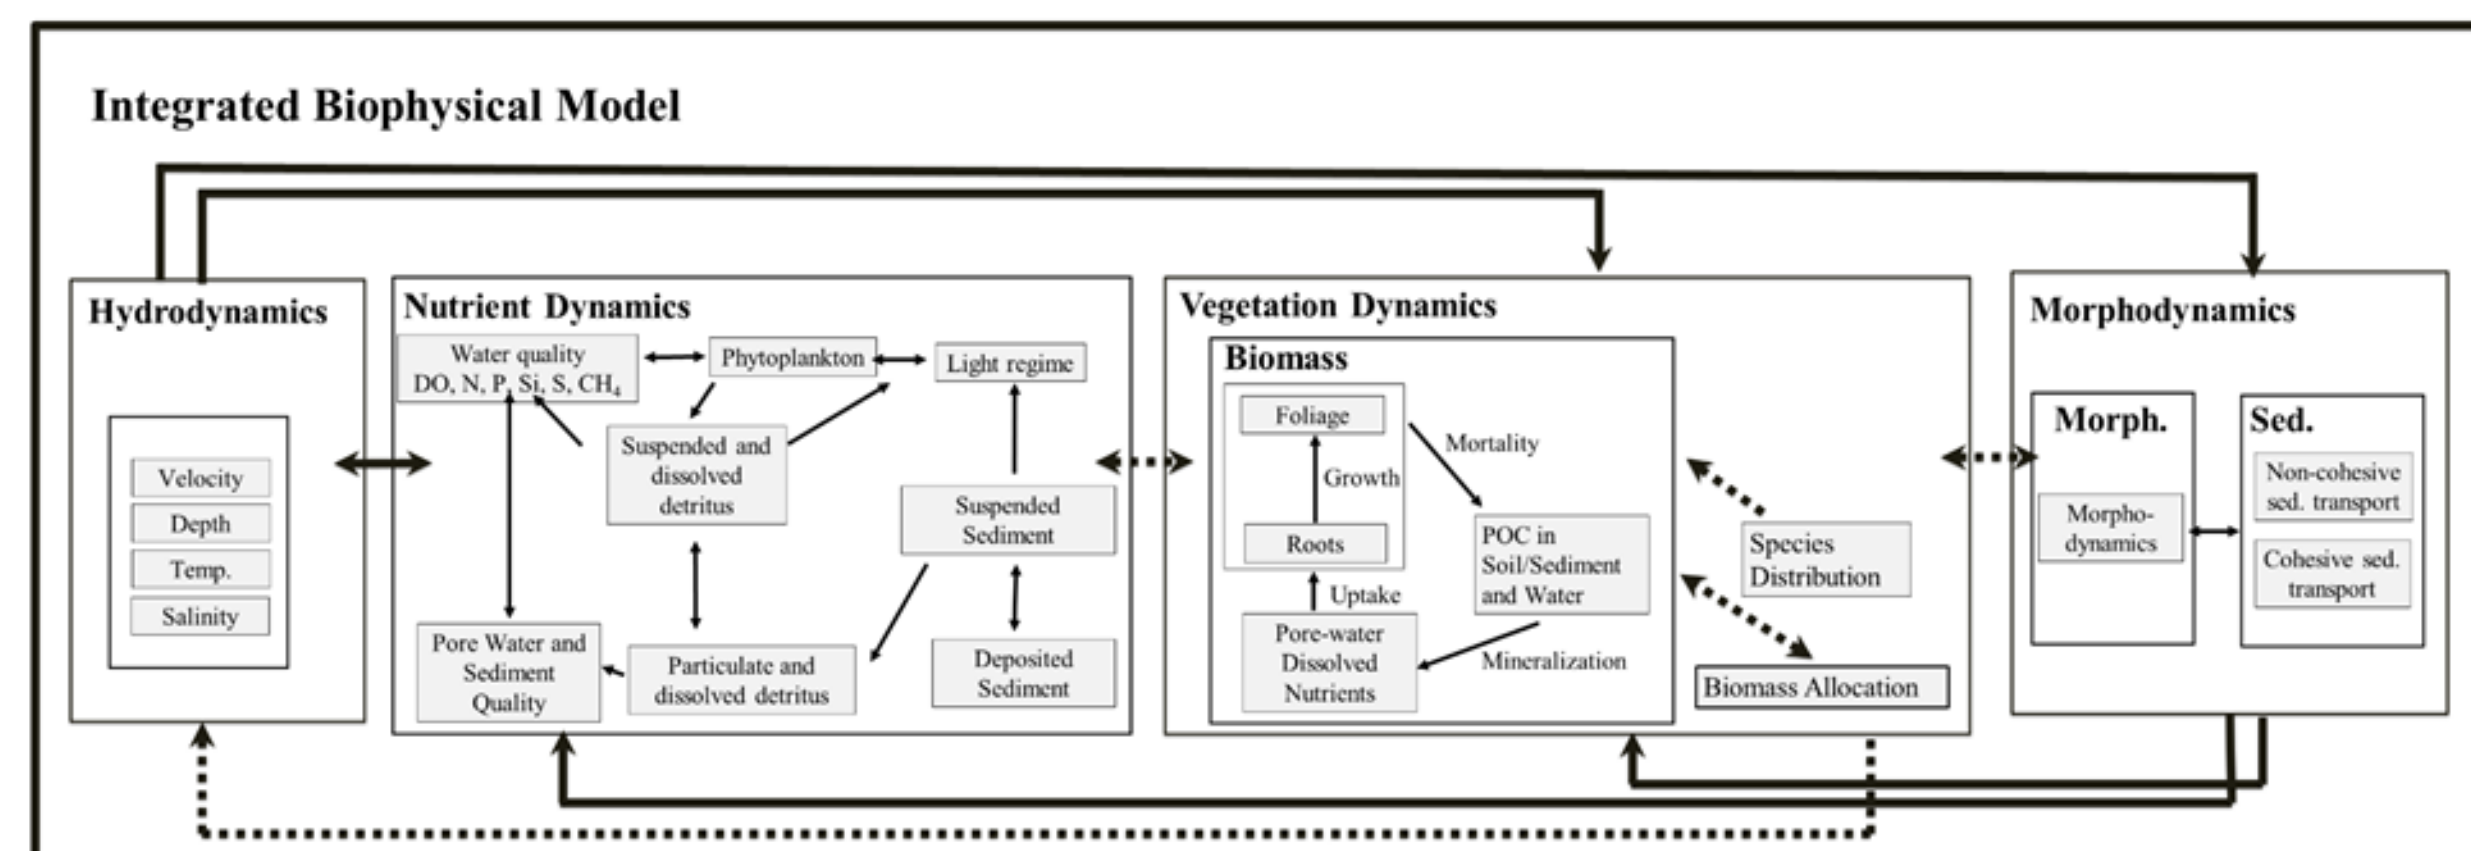 Integrated Biophysical Model
Hydrodynamics
Velocity
Depth
Temp.
Salinity
Nutrient Dynamics
Water quality
DO, N, P, Si, S, CH₄
Phytoplankton
Light regime
Suspended and
dissolved
detritus
Suspended
Sediment
Pore Water and
Sediment
Quality
Particulate and
dissolved detritus
Deposited
Sediment
Vegetation Dynamics
Biomass
Foliage
Growth
Roots
Uptake
Pore-water
Dissolved
Nutrients
Mortality
POC in
Soil/Sediment
and Water
Mineralization
Species
Distribution
Biomass Allocation
Morphodynamics
Morph.
Morpho-
dynamics
Sed.
Non-cohesive
sed. transport
Cohesive sed.
transport